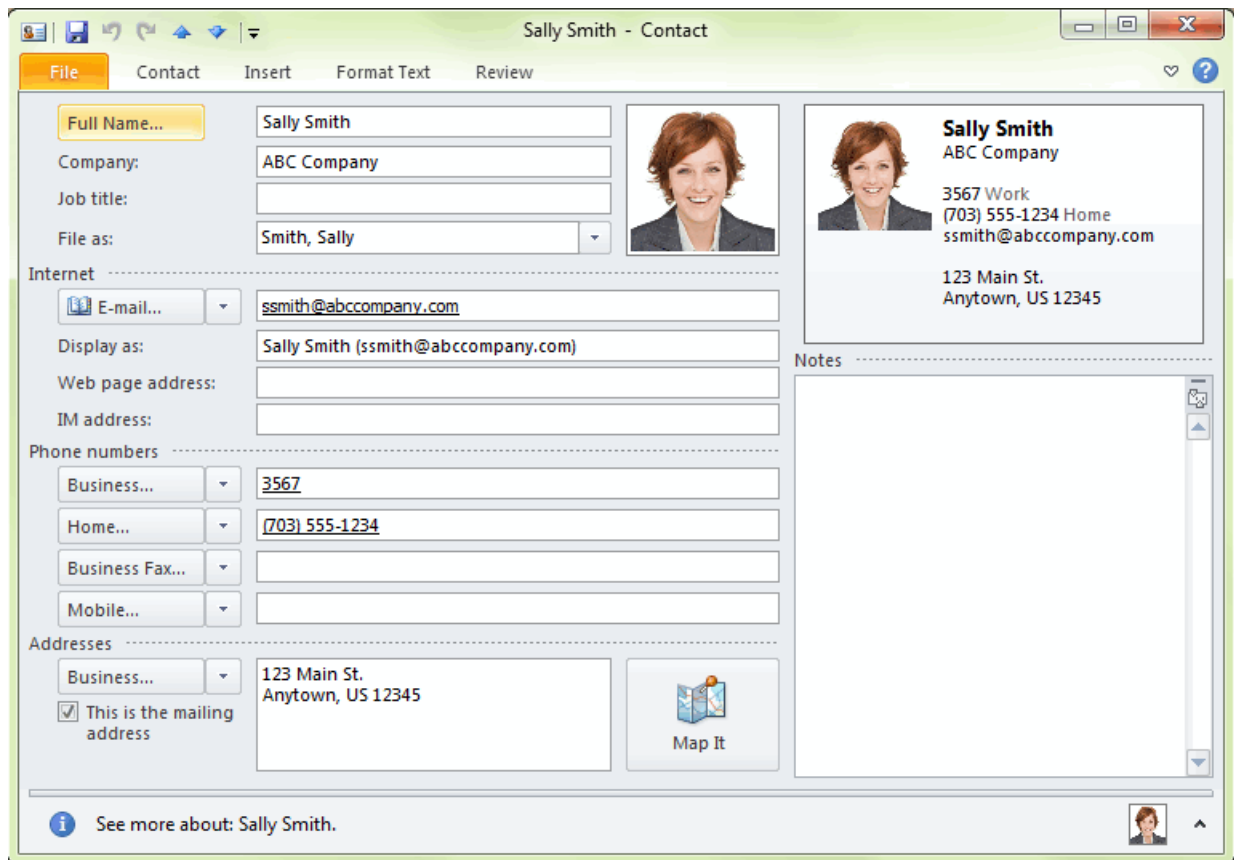 Sally Smith - Contact
File Contact Insert Format Text Review
Full Name... Sally Smith
Company: ABC Company
Job title:
File as: Smith, Sally
Sally Smith
ABC Company
3567 Work
(703) 555-1234 Home
ssmith@abccompany.com
123 Main St.
Anytown, US 12345
Internet
E-mail... ssmith@abccompany.com
Display as: Sally Smith (ssmith@abccompany.com)
Web page address:
IM address:
Notes
Phone numbers
Business... 3567
Home... (703) 555-1234
Business Fax...
Mobile...
Addresses
Business... 123 Main St.
Anytown, US 12345
This is the mailing
address
Map It
See more about: Sally Smith.